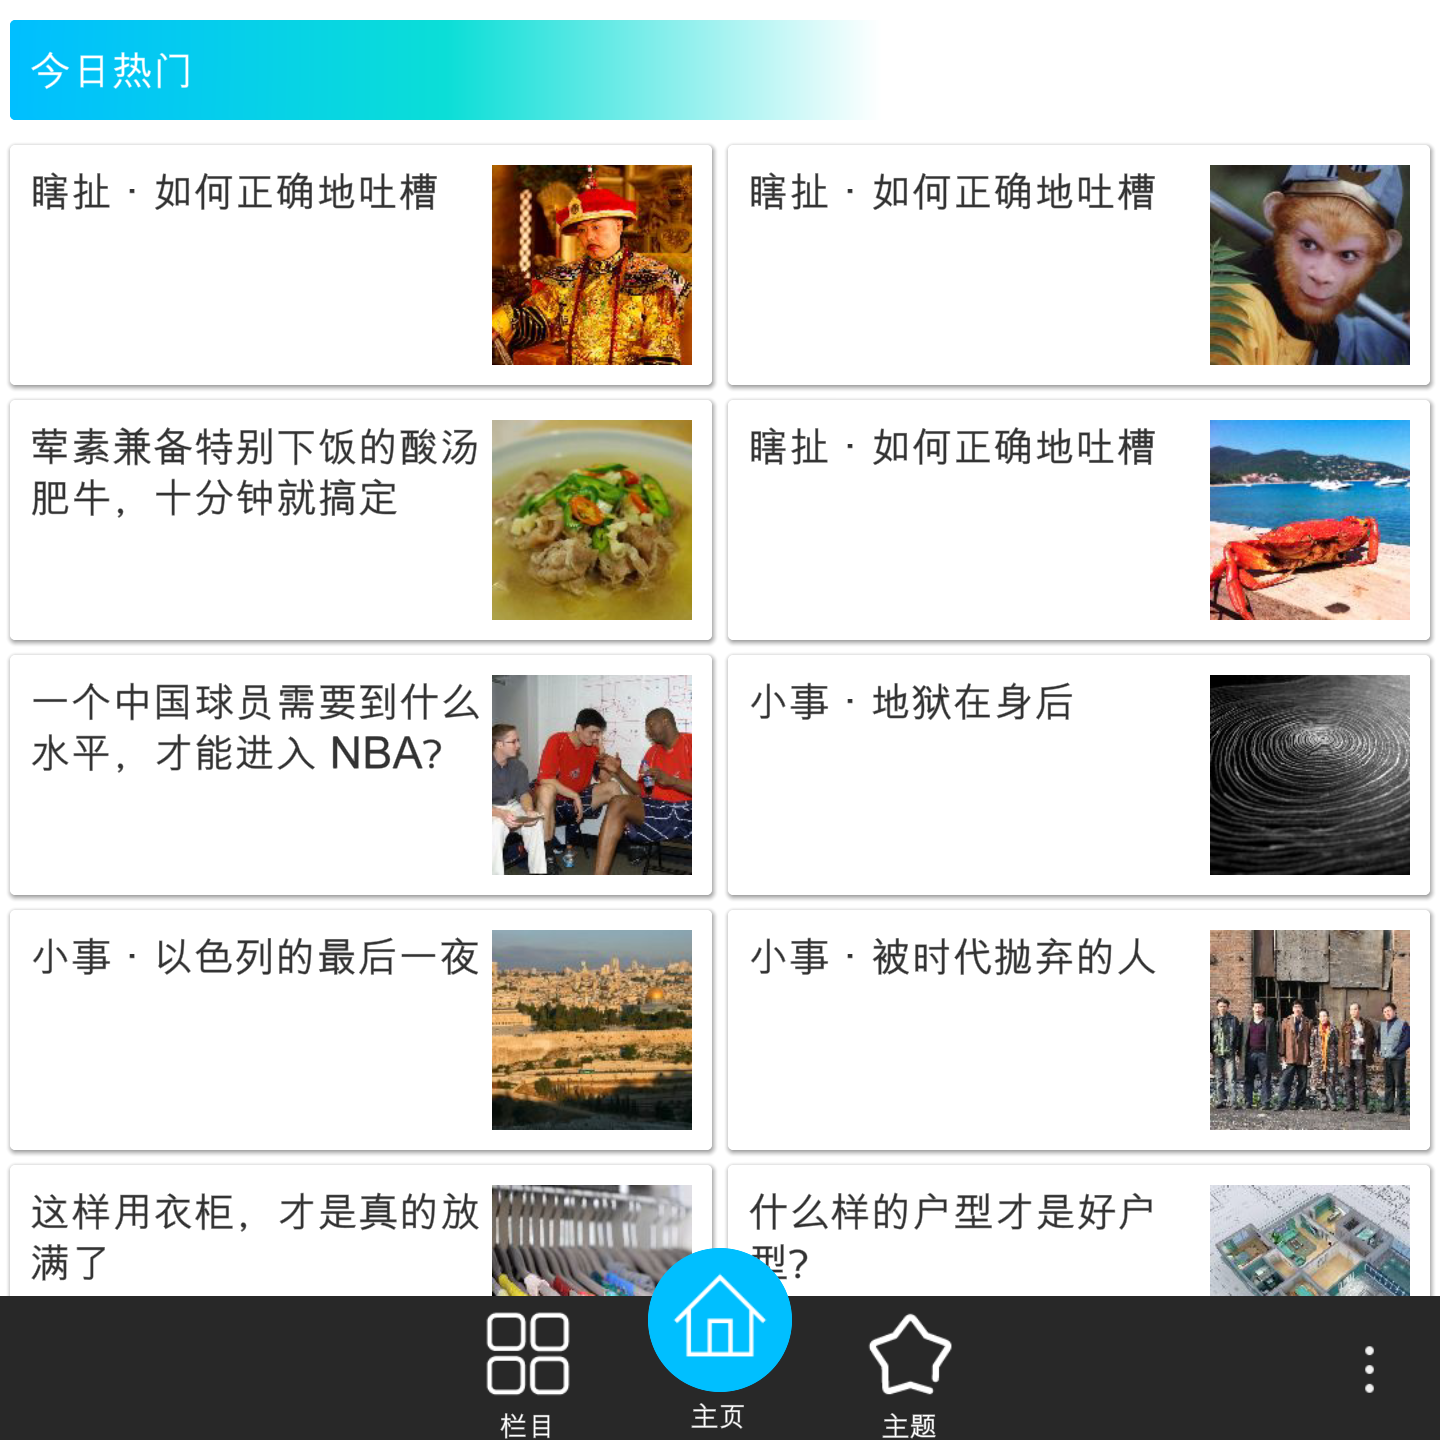 今日热门
瞎扯 · 如何正确地吐槽
瞎扯 · 如何正确地吐槽
荤素兼备特别下饭的酸汤
肥牛，十分钟就搞定
瞎扯 · 如何正确地吐槽
一个中国球员需要到什么
水平，才能进入 NBA?
小事 · 地狱在身后
小事 · 以色列的最后一夜
小事 · 被时代抛弃的人
这样用衣柜，才是真的放
满了
什么样的户型才是好户
型?
栏目
主页
主题